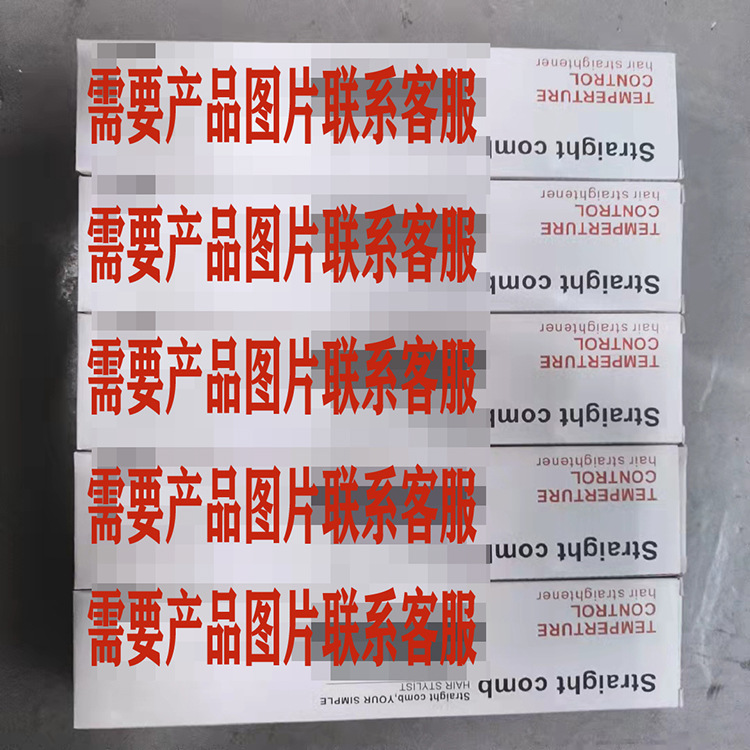 需要产品图片联系客服
Straight comb
TEMPERTURE
CONTROL
hair straightener
需要产品图片联系客服
Straight comb
TEMPERTURE
CONTROL
hair straightener
需要产品图片联系客服
Straight comb
TEMPERTURE
CONTROL
hair straightener
需要产品图片联系客服
Straight comb
TEMPERTURE
CONTROL
hair straightener
需要产品图片联系客服
Straight comb
TEMPERTURE
CONTROL
hair straightener
Straight comb,YOUR SIMPLE
HAIR STYLIST